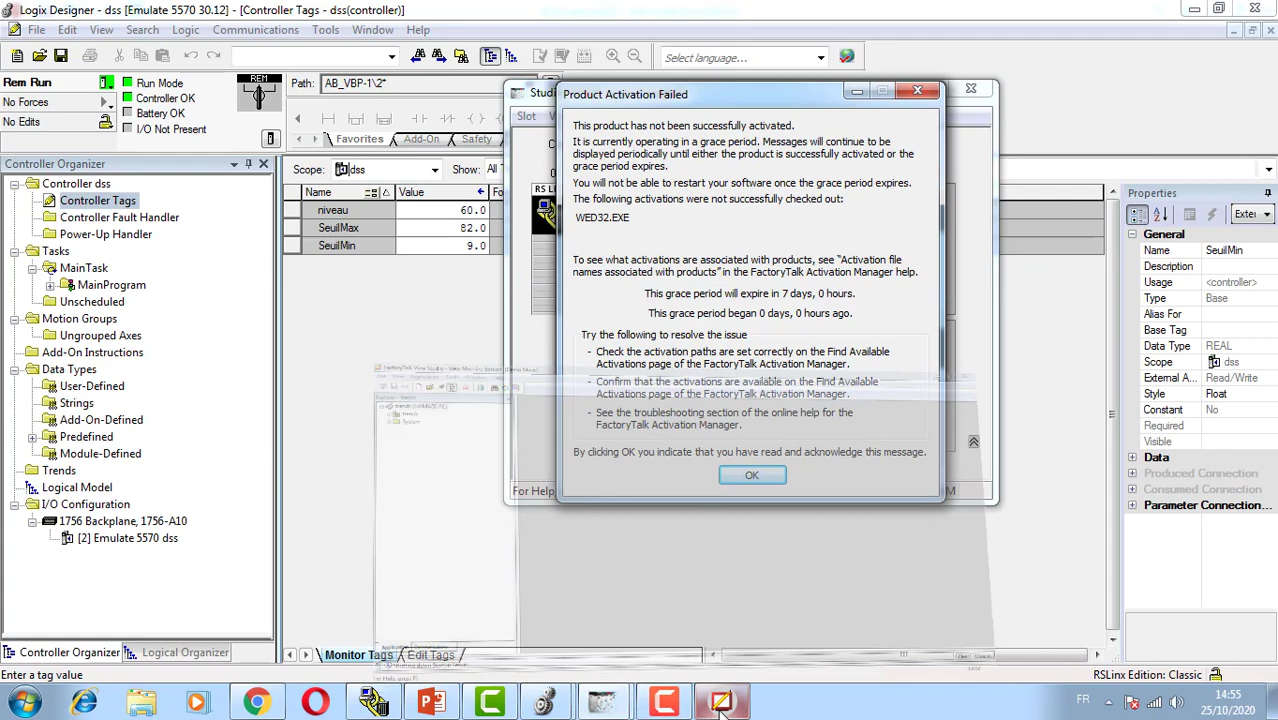 Logix Designer - dss [Emulate 5570 30.12] - [Controller Tags - dss(controller)]
File Edit View Search Logic Communications Tools Window Help
Select language...
Rem Run
Run Mode
Controller OK
Battery OK
I/O Not Present
No Forces
No Edits
REM
Path: AB_VBP-1\2*
Favorites Add-On Safety
Controller Organizer
Controller dss
Controller Tags
Controller Fault Handler
Power-Up Handler
Tasks
MainTask
MainProgram
Unscheduled
Motion Groups
Ungrouped Axes
Add-On Instructions
Data Types
User-Defined
Strings
Add-On-Defined
Predefined
Module-Defined
Trends
Logical Model
I/O Configuration
1756 Backplane, 1756-A10
[2] Emulate 5570 dss
Controller Organizer Logical Organizer
Enter a tag value
Scope: dss Show: All T
Name Value Fo
niveau 60.0
SeuilMax 82.0
SeuilMin 9.0
Monitor Tags Edit Tags
Studi
Slot
RS LI
For Help
Product Activation Failed
This product has not been successfully activated.
It is currently operating in a grace period. Messages will continue to be
displayed periodically until either the product is successfully activated or the
grace period expires.
You will not be able to restart your software once the grace period expires.
The following activations were not successfully checked out:
WED32.EXE
To see what activations are associated with products, see "Activation file
names associated with products" in the FactoryTalk Activation Manager help.
This grace period will expire in 7 days, 0 hours.
This grace period began 0 days, 0 hours ago.
Try the following to resolve the issue
- Check the activation paths are set correctly on the Find Available
Activations page of the FactoryTalk Activation Manager.
- Confirm that the activations are available on the Find Available
Activations page of the FactoryTalk Activation Manager.
- See the troubleshooting section of the online help for the
FactoryTalk Activation Manager.
By clicking OK you indicate that you have read and acknowledge this message.
OK
Properties
Exter
General
Name SeuilMin
Description
Usage <controller>
Type Base
Alias For
Base Tag
Data Type REAL
Scope dss
External A... Read/Write
Style Float
Constant No
Required
Visible
Data
Produced Connection
Consumed Connection
Parameter Connection...
RSLinx Edition: Classic
FR
14:55
25/10/2020